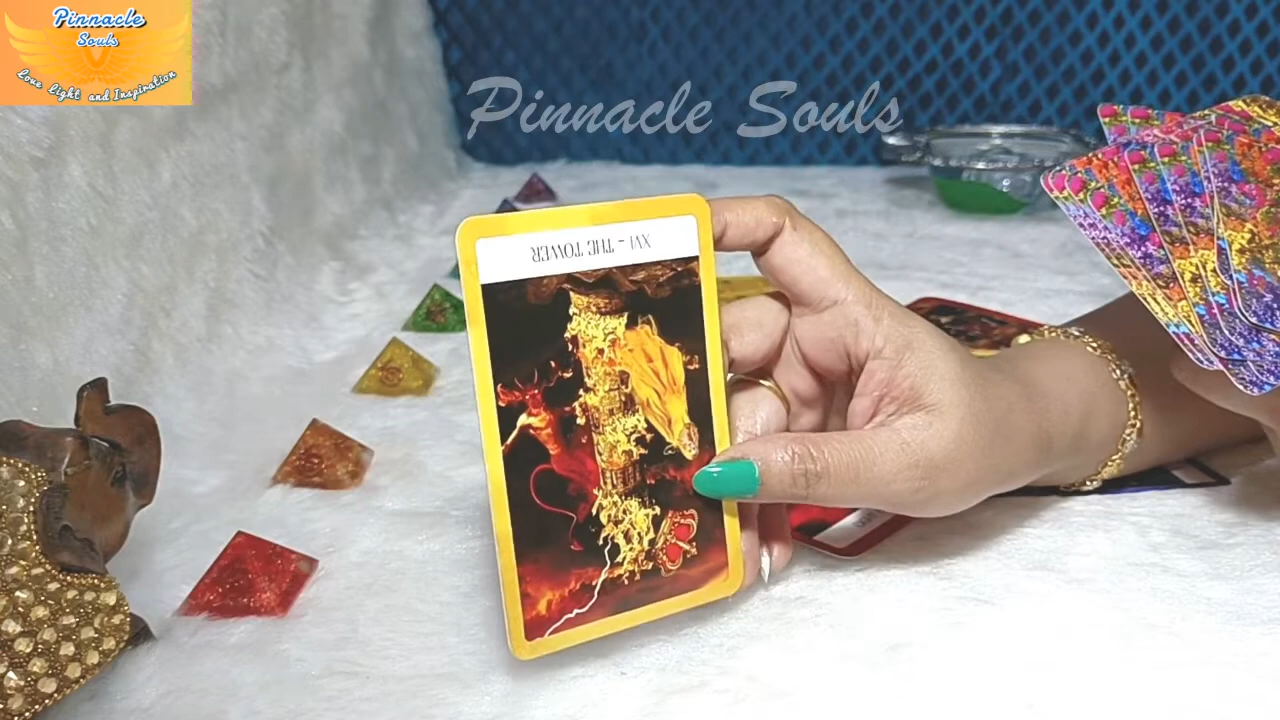 Pinnacle
Souls
Love Light and Inspiration
Pinnacle Souls
XVI - THE TOWER